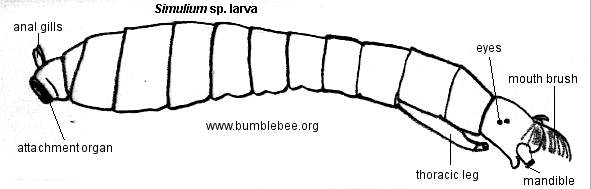 Simulium sp. larva
anal gills
eyes
mouth brush
www.bumblebee.org
attachment organ
thoracic leg
mandible